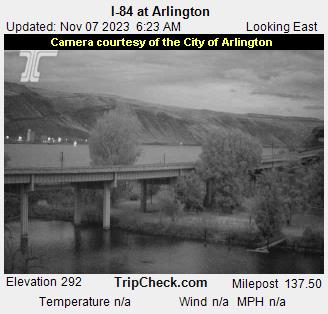 I-84 at Arlington
Updated: Nov 07 2023 6:23 AM Looking East
Camera courtesy of the City of Arlington
Elevation 292 TripCheck.com Milepost 137.50
Temperature n/a Wind n/a MPH n/a